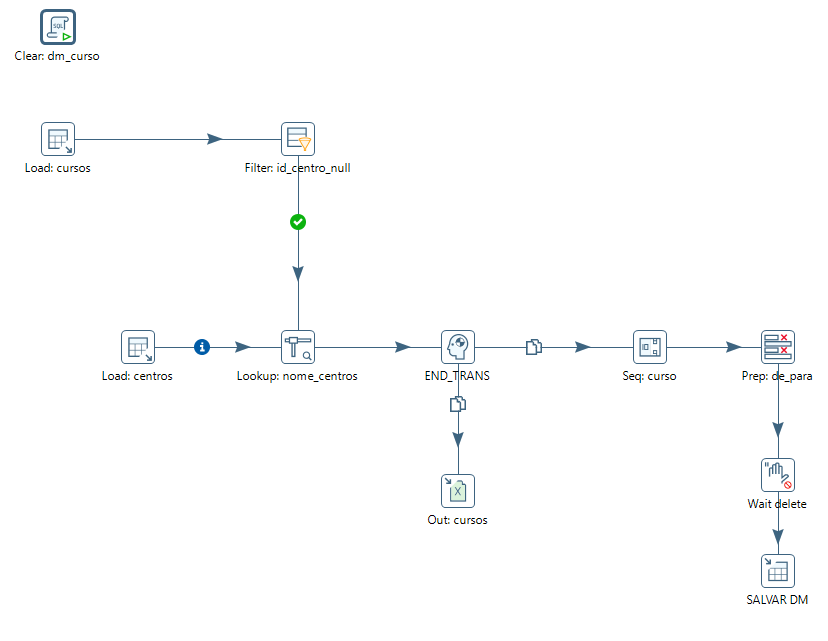 SQL
Clear: dm_curso
Load: cursos
Filter: id_centro_null
Load: centros
Lookup: nome_centros
END_TRANS
Seq: curso
Prep: de_para
Out: cursos
Wait delete
SALVAR DM